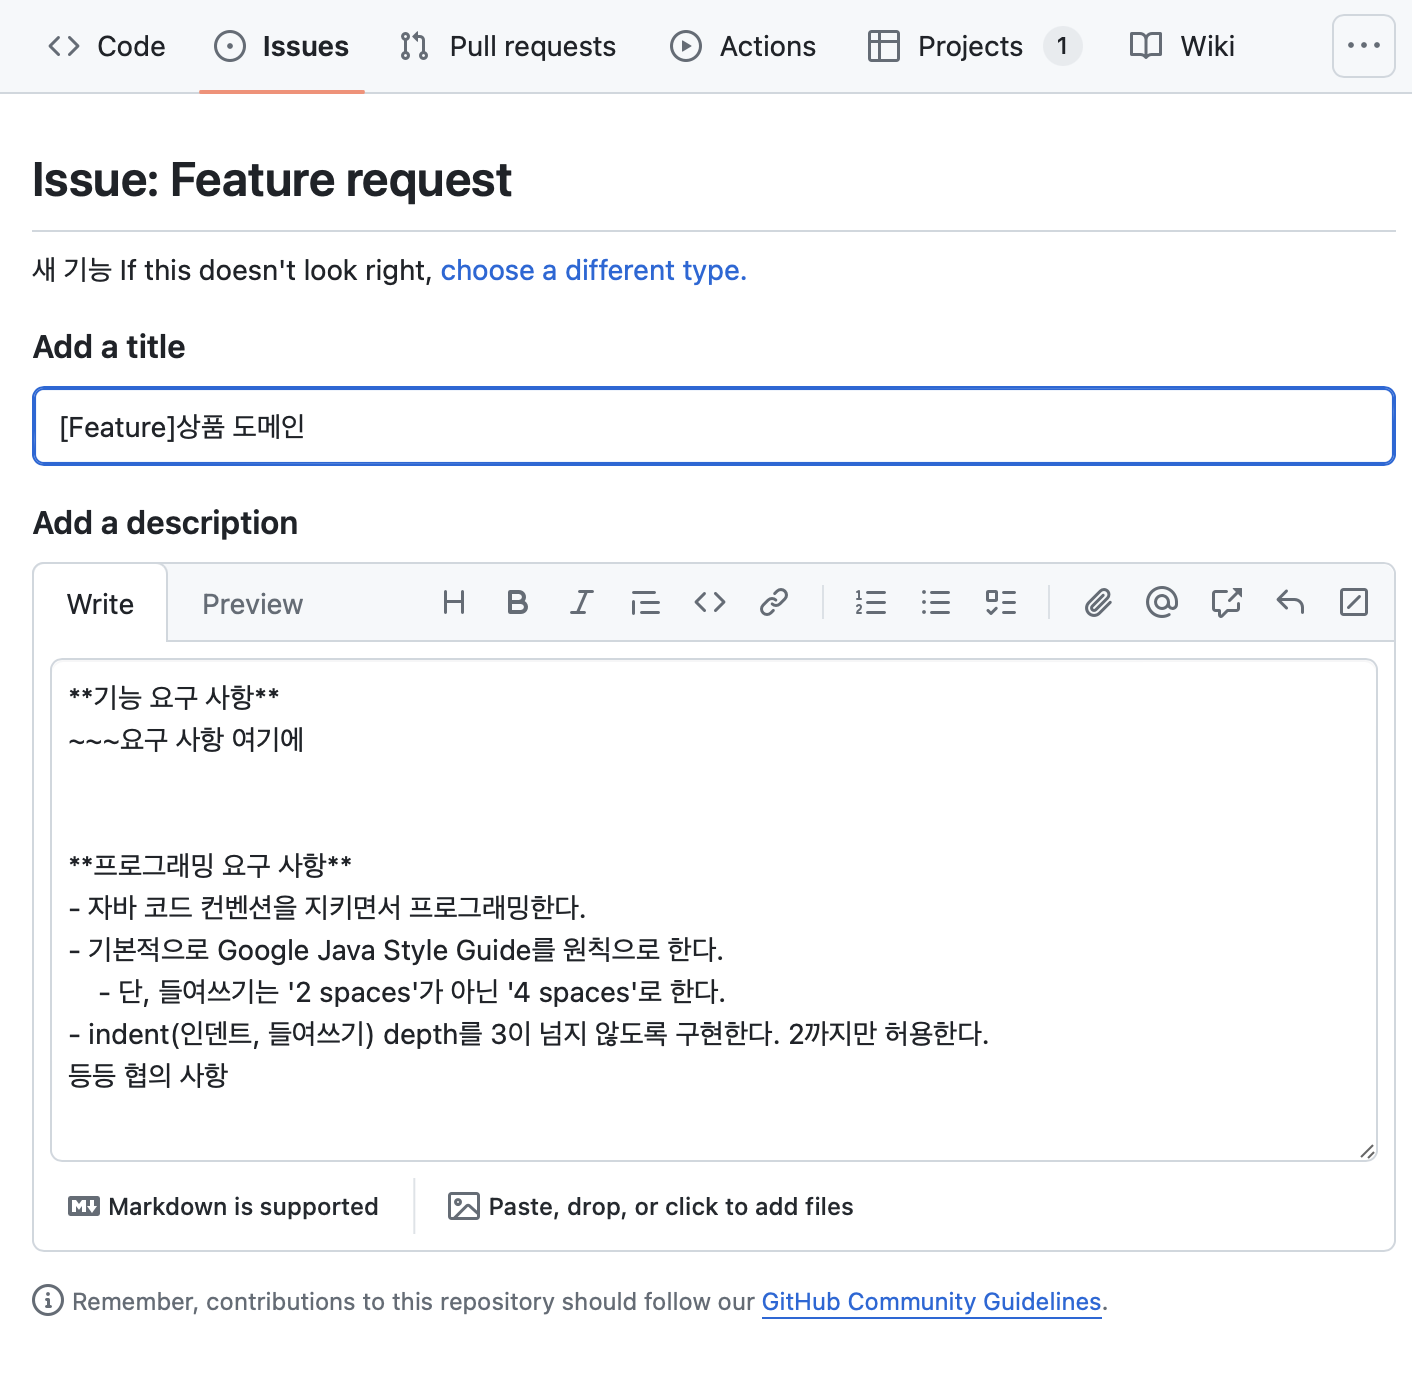 Code Issues Pull requests Actions Projects 1 Wiki
Issue: Feature request
새 기능 If this doesn't look right, choose a different type.
Add a title
[Feature]상품 도메인
Add a description
Write Preview
**기능 요구 사항**
~~~요구 사항 여기에
**프로그래밍 요구 사항**
- 자바 코드 컨벤션을 지키면서 프로그래밍한다.
- 기본적으로 Google Java Style Guide를 원칙으로 한다.
- 단, 들여쓰기는 '2 spaces'가 아닌 '4 spaces'로 한다.
- indent(인덴트, 들여쓰기) depth를 3이 넘지 않도록 구현한다. 2까지만 허용한다.
등등 협의 사항
Markdown is supported Paste, drop, or click to add files
Remember, contributions to this repository should follow our GitHub Community Guidelines.